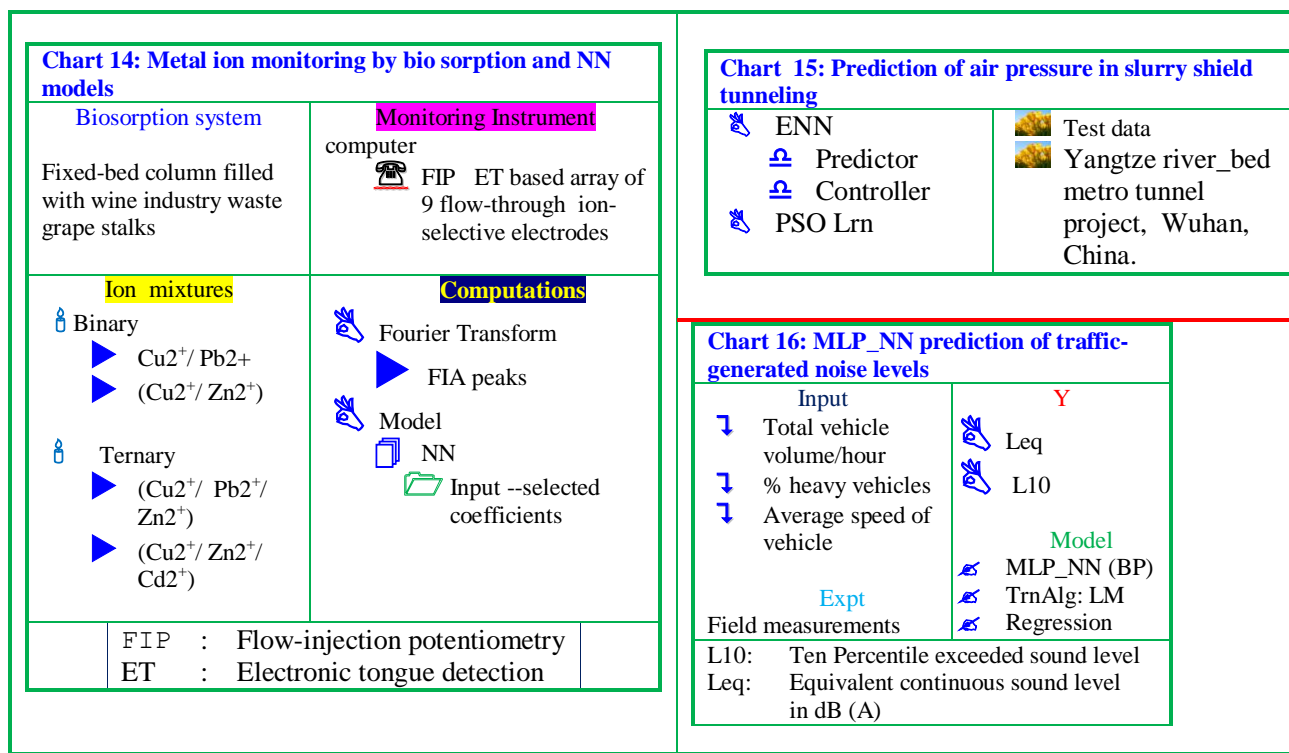 Chart 14: Metal ion monitoring by bio sorption and NN
models
Biosorption system
Fixed-bed column filled
with wine industry waste
grape stalks
Monitoring Instrument
computer
FIP ET based array of
9 flow-through ion-
selective electrodes
Ion mixtures
Binary
Cu2+/ Pb2+
(Cu2+/ Zn2+)
Ternary
(Cu2+/ Pb2+/
Zn2+)
(Cu2+/ Zn2+/
Cd2+)
Computations
Fourier Transform
FIA peaks
Model
NN
Input --selected
coefficients
FIP : Flow-injection potentiometry
ET : Electronic tongue detection
Chart 15: Prediction of air pressure in slurry shield
tunneling
ENN
Predictor
Controller
PSO Lrn
Test data
Yangtze river_bed
metro tunnel
project, Wuhan,
China.
Chart 16: MLP_NN prediction of traffic-
generated noise levels
Input
Total vehicle
volume/hour
% heavy vehicles
Average speed of
vehicle
Expt
Field measurements
Y
Leq
L10
Model
MLP_NN (BP)
TrnAlg: LM
Regression
L10: Ten Percentile exceeded sound level
Leq: Equivalent continuous sound level
in dB (A)